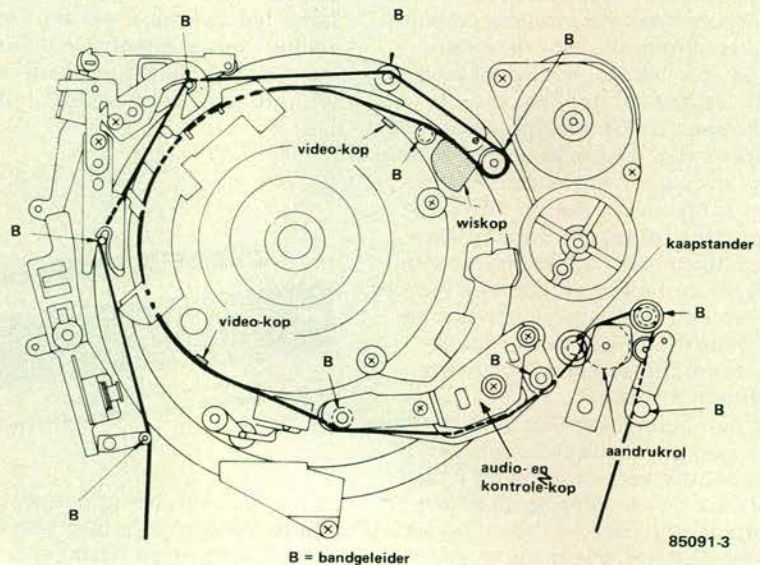 B
B
B
video-kop
B
wiskop
B
kaapstander
video-kop
B
B
B
B
audio- en
kontrole-kop
aandrukrol
B
85091-3
B = bandgeleider